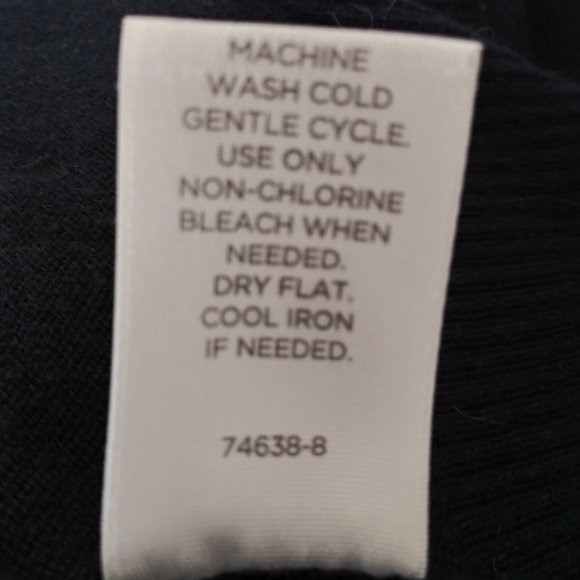 MACHINE
WASH COLD
GENTLE CYCLE.
USE ONLY
NON-CHLORINE
BLEACH WHEN
NEEDED.
DRY FLAT.
COOL IRON
IF NEEDED.
74638-8